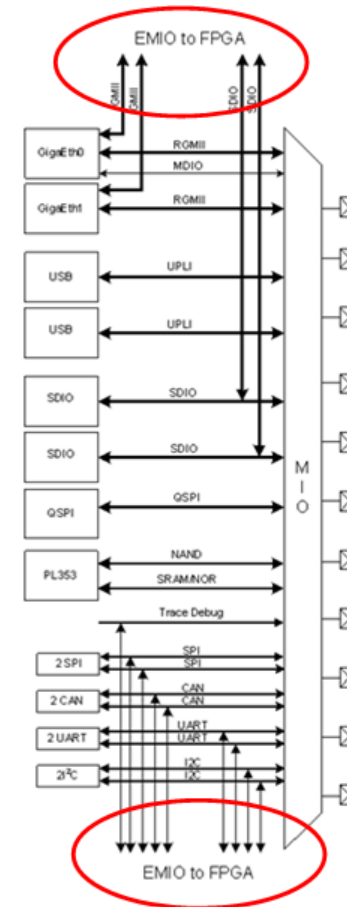 EMIO to FPGA
GMII
GMII
SDIO
SDIO
GigaEth0
RGMII
MDIO
GigaEth1
RGMII
USB
UPLI
USB
UPLI
SDIO
SDIO
SDIO
SDIO
QSPI
QSPI
MIO
PL353
NAND
SRAM/NOR
Trace Debug
2 SPI
SPI
SPI
2 CAN
CAN
CAN
2 UART
UART
UART
2I²C
I2C
I2C
EMIO to FPGA